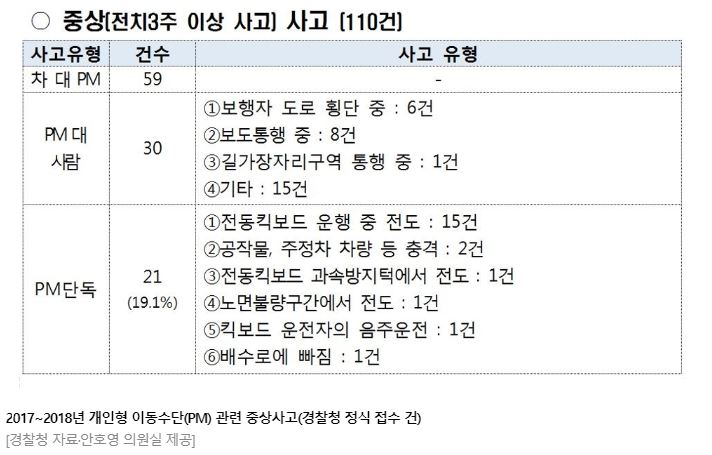 ○ 중상(전치3주 이상 사고) 사고 (110건)
사고유형 건수 사고 유형
차 대 PM 59 -
PM 대 사람 30
①보행자 도로 횡단 중 : 6건
②보도통행 중 : 8건
③길가장자리구역 통행 중 : 1건
④기타 : 15건
PM단독 21 (19.1%)
①전동킥보드 운행 중 전도 : 15건
②공작물, 주정차 차량 등 충격 : 2건
③전동킥보드 과속방지턱에서 전도 : 1건
④노면불량구간에서 전도 : 1건
⑤킥보드 운전자의 음주운전 : 1건
⑥배수로에 빠짐 : 1건
2017~2018년 개인형 이동수단(PM) 관련 중상사고(경찰청 정식 접수 건)
[경찰청 자료·안호영 의원실 제공]